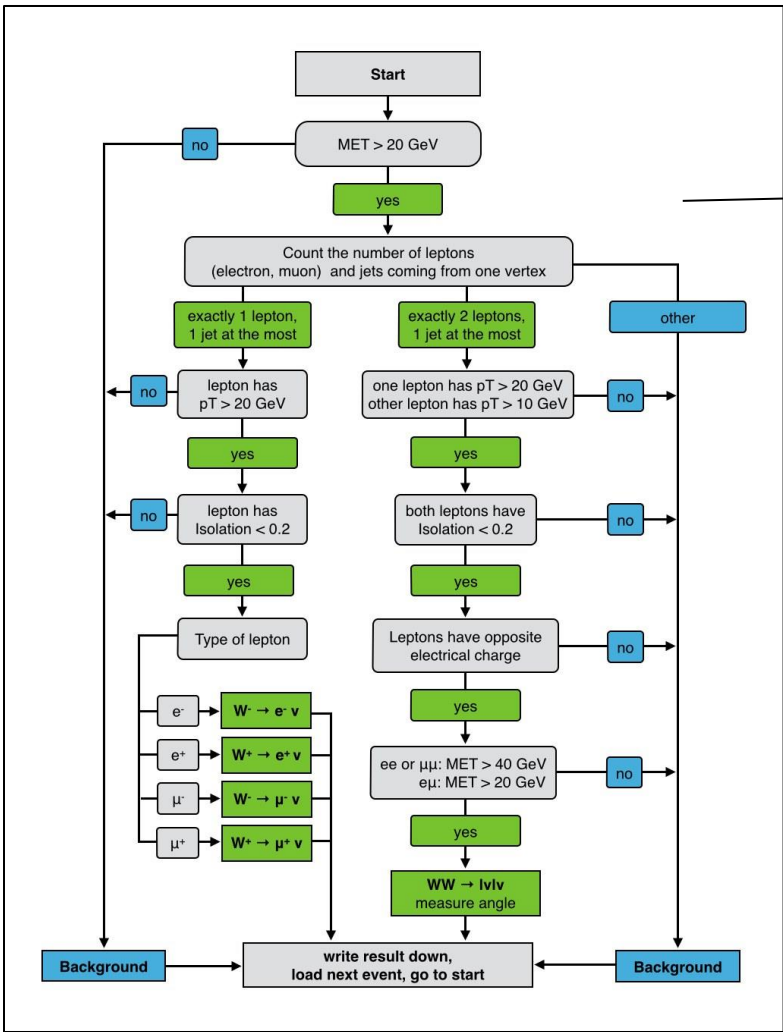 Start
no
MET > 20 GeV
yes
Count the number of leptons
(electron, muon) and jets coming from one vertex
exactly 1 lepton,
1 jet at the most
exactly 2 leptons,
1 jet at the most
other
no
lepton has
pT > 20 GeV
one lepton has pT > 20 GeV
other lepton has pT > 10 GeV
no
yes
yes
no
lepton has
Isolation < 0.2
both leptons have
Isolation < 0.2
no
yes
yes
Type of lepton
Leptons have opposite
electrical charge
no
yes
e⁻
W⁻ → e⁻ ν
e⁺
W⁺ → e⁺ ν
μ⁻
W⁻ → μ⁻ ν
μ⁺
W⁺ → μ⁺ ν
ee or μμ: MET > 40 GeV
eμ: MET > 20 GeV
no
yes
WW → lνlν
measure angle
Background
write result down,
load next event, go to start
Background